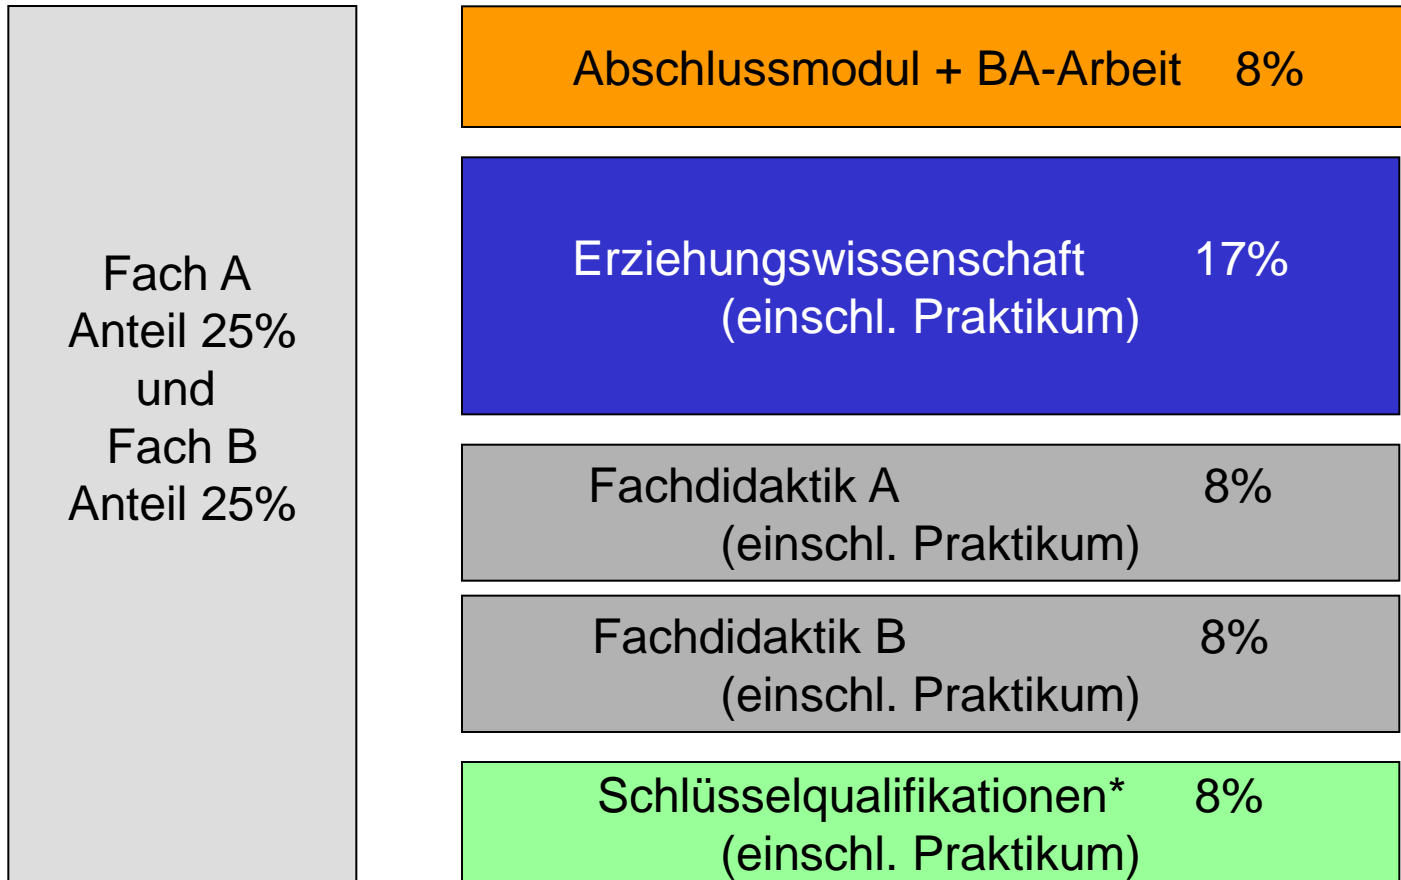 Fach A
Anteil 25%
und
Fach B
Anteil 25%
Abschlussmodul + BA-Arbeit 8%
Erziehungswissenschaft 17%
(einschl. Praktikum)
Fachdidaktik A 8%
(einschl. Praktikum)
Fachdidaktik B 8%
(einschl. Praktikum)
Schlüsselqualifikationen* 8%
(einschl. Praktikum)